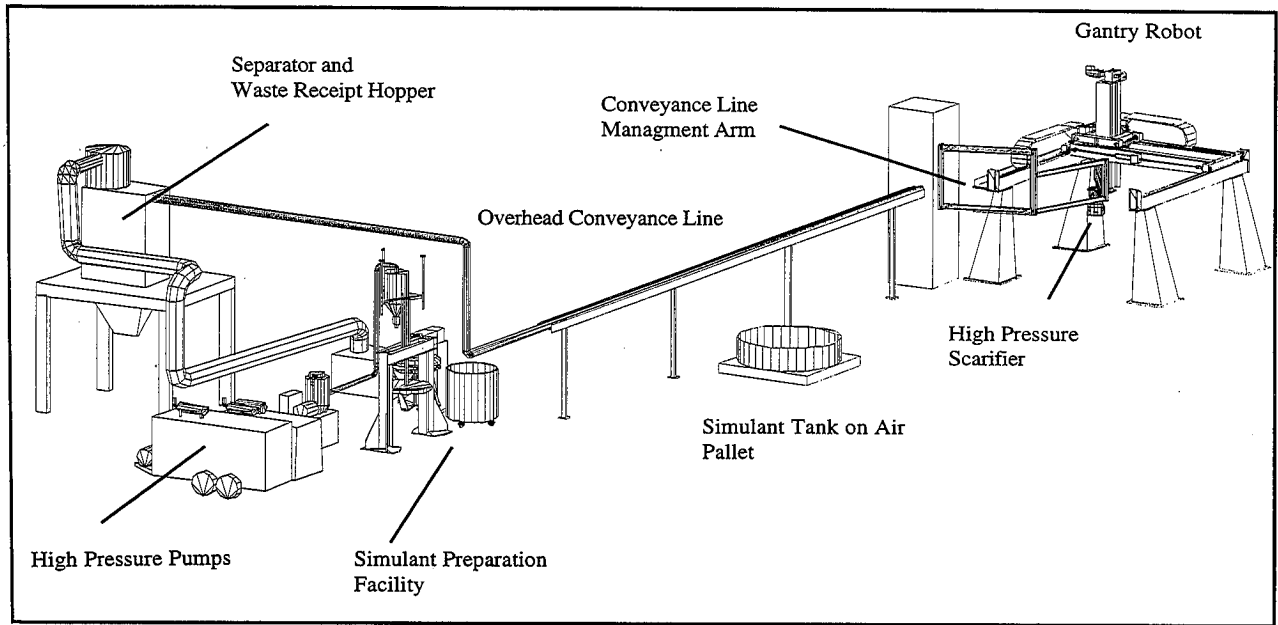 Gantry Robot
Separator and
Waste Receipt Hopper
Conveyance Line
Managment Arm
Overhead Conveyance Line
High Pressure
Scarifier
Simulant Tank on Air
Pallet
High Pressure Pumps
Simulant Preparation
Facility